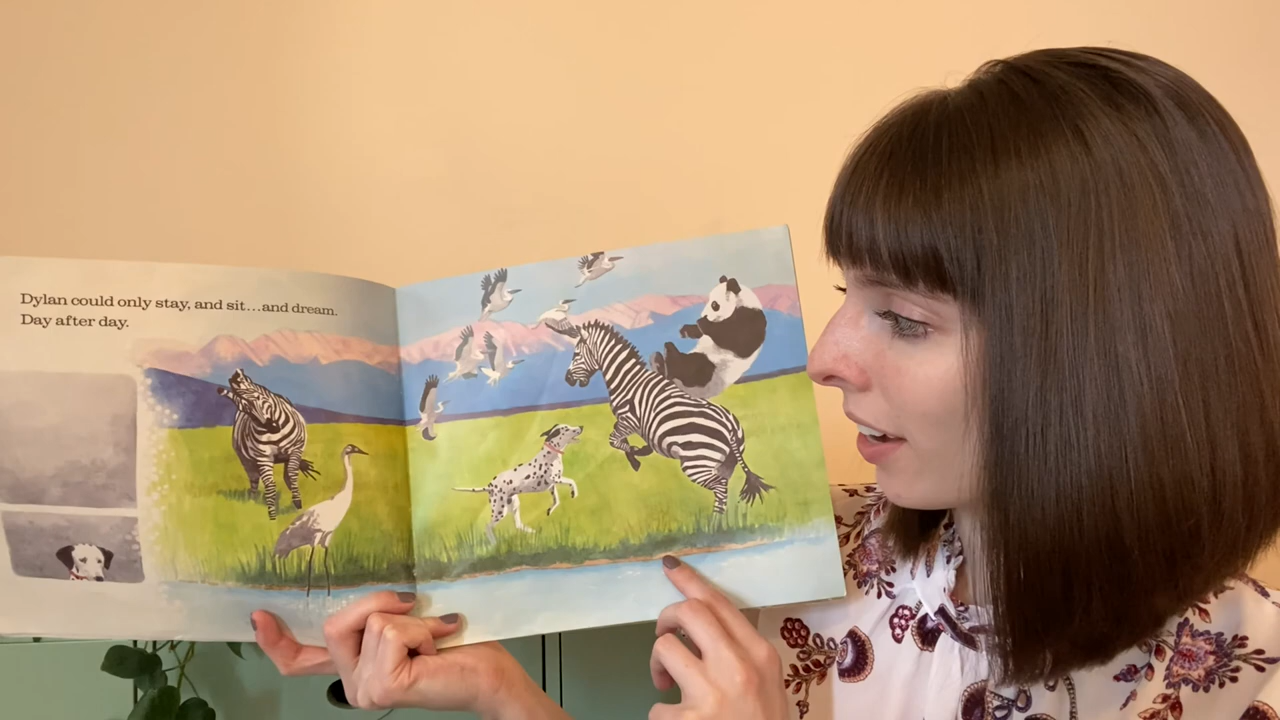 Dylan could only stay, and sit...and dream.
Day after day.